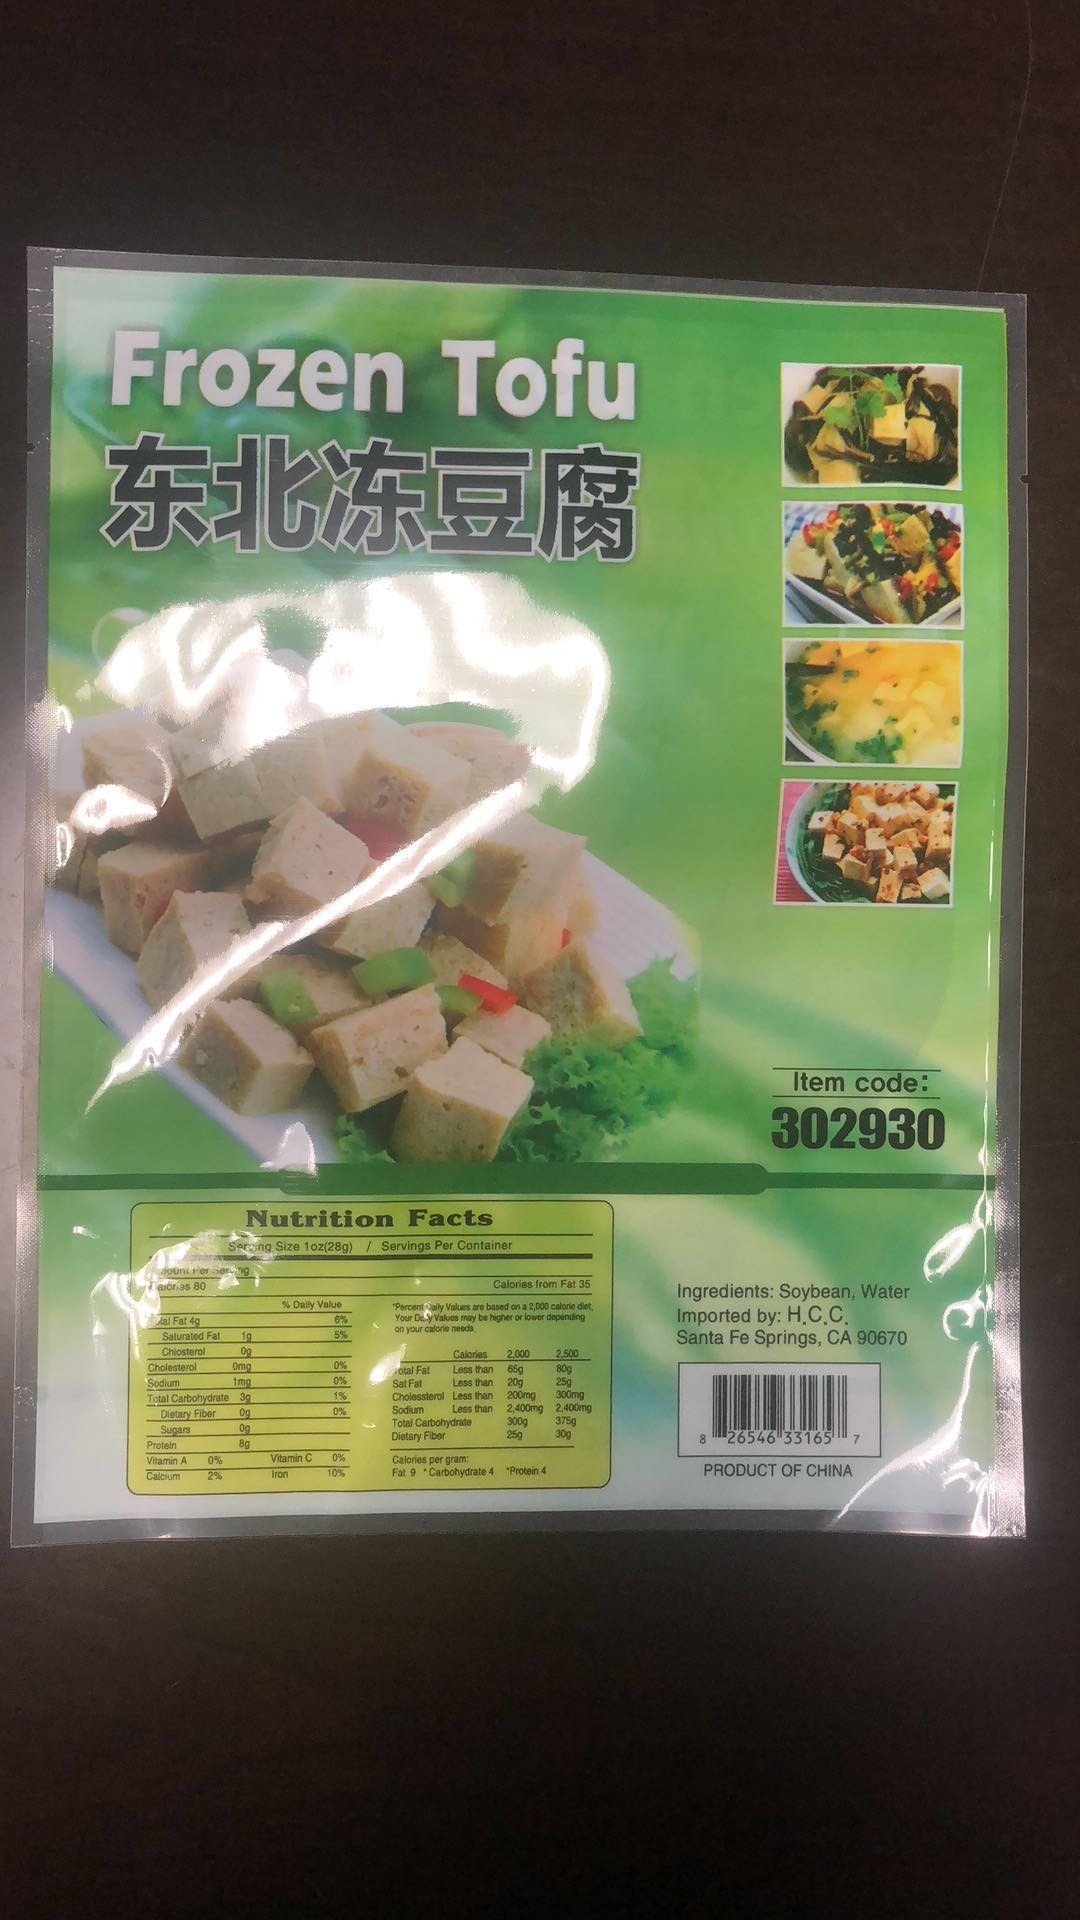 Frozen Tofu
东北冻豆腐
Item code:
302930
Nutrition Facts
Serving Size 1oz(28g) / Servings Per Container
Amount Per Serving
Calories 80 Calories from Fat 35
% Daily Value
Total Fat 4g 6%
Saturated Fat 1g 5%
Chiosterol 0g
Cholesterol 0mg 0%
Sodium 1mg 0%
Total Carbohydrate 3g 1%
Dietary Fiber 0g 0%
Sugars 0g
Protein 8g
Vitamin A 0% Vitamin C 0%
Calcium 2% Iron 10%
*Percent Daily Values are based on a 2,000 calorie diet,
Your Daily Values may be higher or lower depending
on your calorie needs,
Calories 2,000 2,500
Total Fat Less than 65g 80g
Sat Fat Less than 20g 25g
Cholessterol Less than 200mg 300mg
Sodium Less than 2,400mg 2,400mg
Total Carbohydrate 300g 375g
Dietary Fiber 25g 30g
Calories per gram:
Fat 9 * Carbohydrate 4 *Protein 4
Ingredients: Soybean, Water
Imported by: H.C.C.
Santa Fe Springs, CA 90670
8 26546 33165 7
PRODUCT OF CHINA